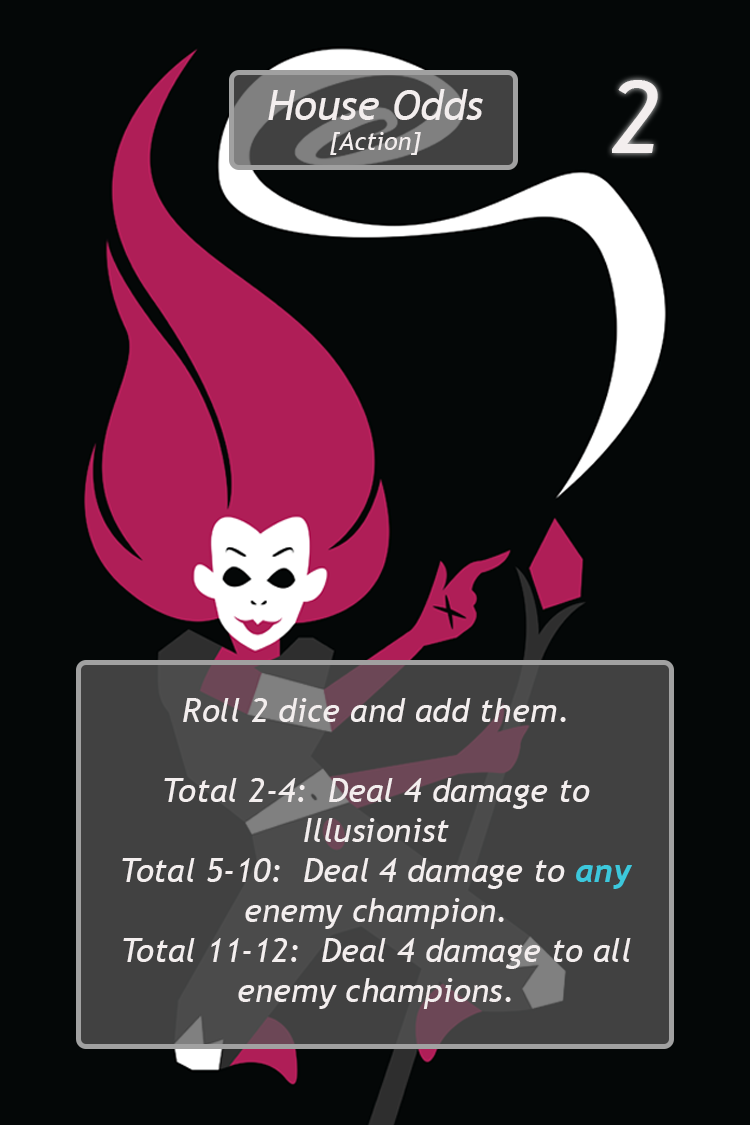 House Odds
[Action]
2
Roll 2 dice and add them.
Total 2-4:  Deal 4 damage to
Illusionist
Total 5-10:  Deal 4 damage to any
enemy champion.
Total 11-12:  Deal 4 damage to all
enemy champions.